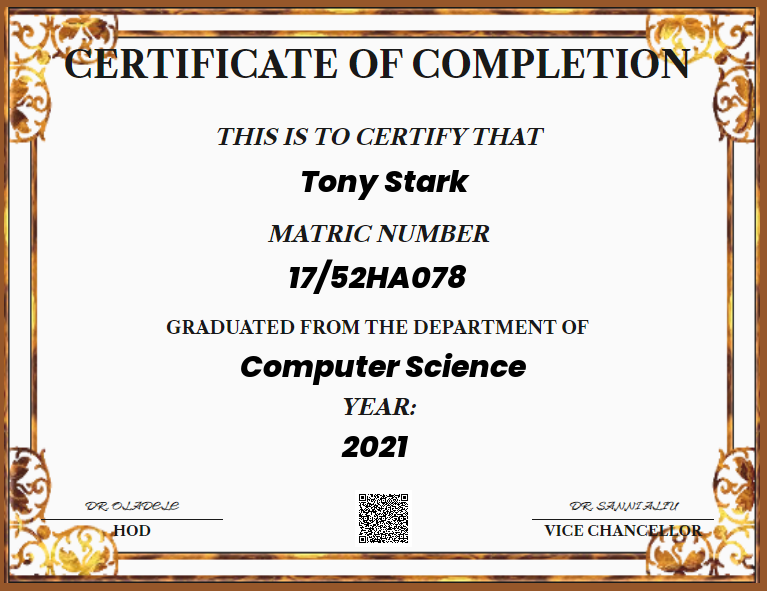 CERTIFICATE OF COMPLETION
THIS IS TO CERTIFY THAT
Tony Stark
MATRIC NUMBER
17/52HA078
GRADUATED FROM THE DEPARTMENT OF
Computer Science
YEAR:
2021
DR. OLADELE
HOD
DR. SANNI ALIU
VICE CHANCELLOR